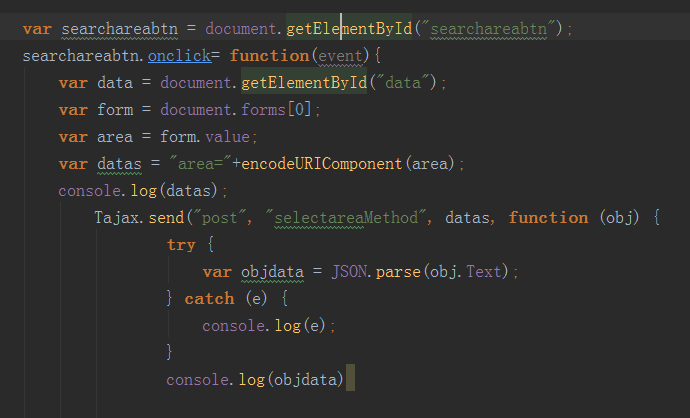 var searchareabtn = document.getElementById("searchareabtn");
searchareabtn.onclick= function(event){
var data = document.getElementById("data");
var form = document.forms[0];
var area = form.value;
var datas = "area="+encodeURIComponent(area);
console.log(datas);
Tajax.send("post", "selectareaMethod", datas, function (obj) {
try {
var objdata = JSON.parse(obj.Text);
} catch (e) {
console.log(e);
}
console.log(objdata)